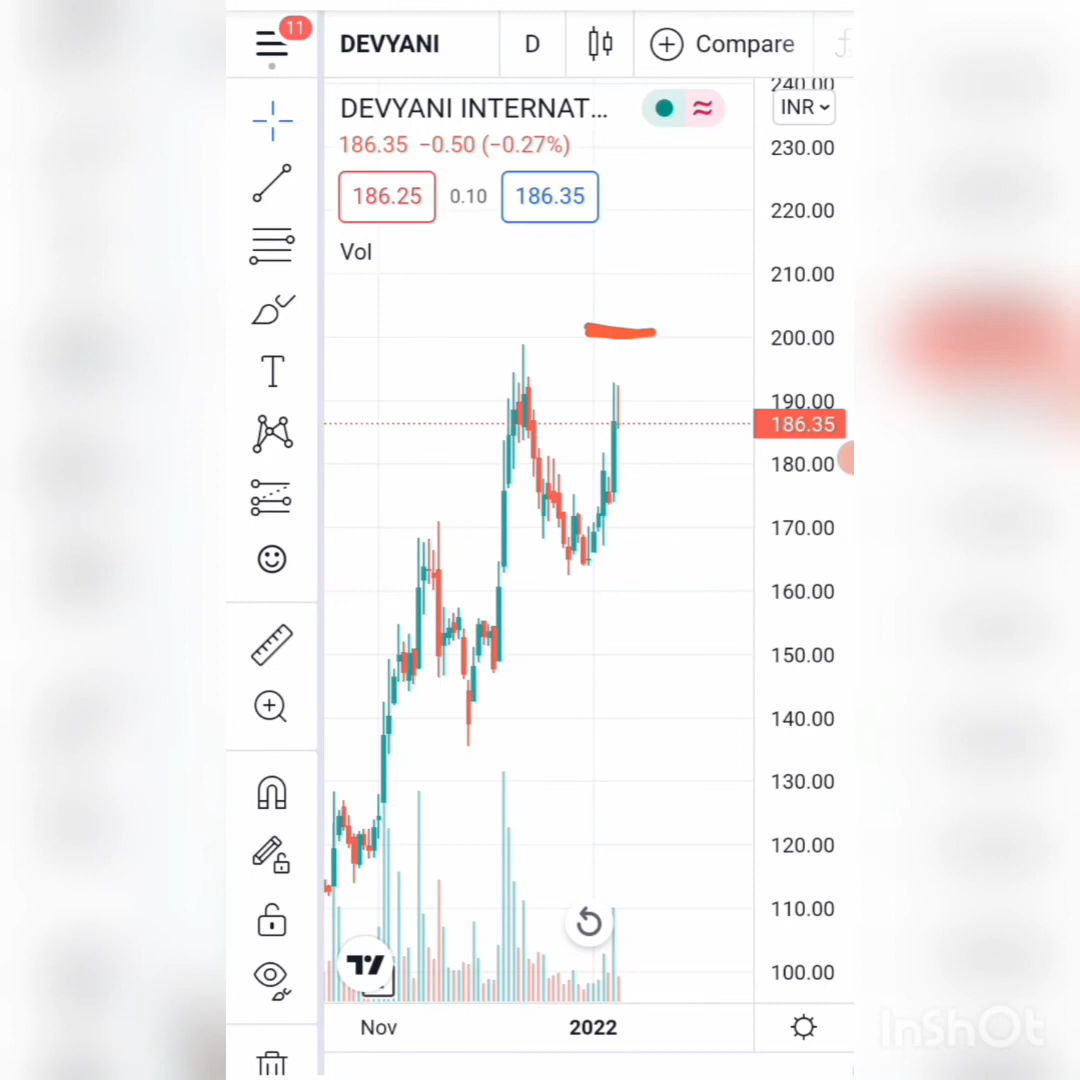 11
DEVYANI D Compare
240.00
DEVYANI INTERNAT... INR
186.35 −0.50 (−0.27%)
230.00
186.25 0.10 186.35
220.00
Vol
210.00
200.00
190.00
186.35
180.00
170.00
160.00
150.00
140.00
130.00
120.00
110.00
100.00
Nov 2022
InShOt